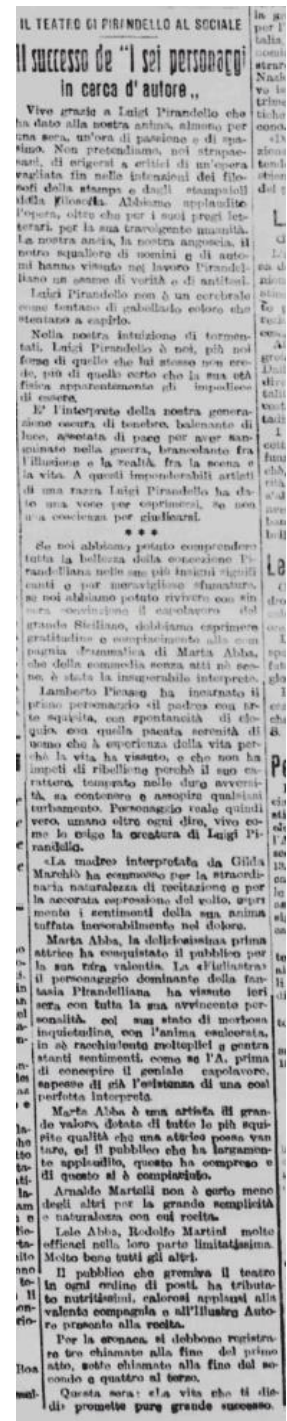 IL TEATRO DI PIRANDELLO AL SOCIALE
Il successo de "I sei personaggi
in cerca d'autore„
Vive grazie a Luigi Pirandello che
ha dato alla nostra anima, almeno per
una sera, un'ora di passione e di spa-
simo. Non pretendiamo, noi strapae-
sani, di erigersi a critici di un'opera
vagliata fin nelle intenzioni dei filo-
sofi della stampa e dagli stampaioli
della filosofia. Abbiamo applaudito
l'opera, oltre che per i suoi pregi let-
terari, per la sua travolgente umanità.
La nostra ansia, la nostra angoscia, il
notro squallore di uomini e di auto-
mi hanno vissuto nel lavoro Pirandel-
liano un esame di verità e di antitesi.
Luigi Pirandello non è un cerebrale
come tentano di gabellarlo coloro che
stentano a capirlo.
Nella nostra intuizione di tormen-
tati, Luigi Pirandello è noi, più noi
forse di quello che lui stesso non cre-
de, più di quello certo che la sua età
fisica apparentemente gli impedisce
di essere.
E' l'interprete della nostra genera-
zione oscura di tenebre, balenante di
luce, assetata di pace per aver san-
guinato nella guerra, brancolante fra
l'illusione e la realtà, fra la scena e
la vita. A questi imponderabili artisti
di una razza Luigi Pirandello ha da-
to una voce per esprimersi, se non
una coscienza per giudicarsi.
* * *
Se noi abbiamo potuto comprendere
tutta la bellezza della concezione Pi-
randelliana nelle sue più insigni signifi
canti e pur meravigliose sfumature,
se noi abbiamo potuto rivivere con sin
cera convinzione il capolavoro del
grande Siciliano, dobbiamo esprimere
gratitudine e compiacimento alla com
pagnia drammatica di Marta Abba,
che della commedia senza atti nè sce-
ne, è stata la insuperabile interprete.
Lamberto Picasso ha incarnato il
primo personaggio «il padre» con ar-
te squisita, con spontaneità di elo-
quio, con quella pacata serenità di
uomo che à esperienza della vita per-
chè la vita ha vissuto, e che non ha
impeti di ribellione perchè il suo ca-
rattere, temprato nelle dure avversi-
tà, sa contenere e assopire qualsiasi
turbamento. Personaggio reale quindi
vero, umano oltre ogni dire, vivo co-
me lo esige la creatura di Luigi Pi-
randello.
«La madre» interpretata da Gilda
Marchiò ha commosso per la straordi-
naria naturalezza di recitazione e per
la accorata espressione del volto, espri
mente i sentimenti della sua anima
tuffata inesorabilmente nel dolore.
Marta Abba, la deliziosissima prima
attrice ha conquistato il pubblico per
la sua rara valentia. La «Figliastra»
il personaggio dominante della fan-
tasia Pirandelliana ha vissuto ieri
sera con tutta la sua avvincente per-
sonalità, col suo stato di morbosa
inquietudine, con l'anima esulcerata,
in sè racchiudente molteplici e contra
stanti sentimenti, come se l'A, prima
di concepire il geniale capolavoro,
sapesse di già l'esistenza di una così
perfetta interprete.
Marta Abba è una artista di gran-
de valore, dotata di tutte le più squi-
site qualità che una attrice possa van
tare, ed il pubblico che ha largamen-
te applaudito, questo ha compreso e
di questo si è compiaciuto.
Arnaldo Martelli non è certo meno
degli altri per la grande semplicità
e naturalezza con cui recita.
Lele Abba, Rodolfo Martini molto
efficaci nella loro parte limitatissima.
Molto bene tutti gli altri.
Il pubblico che gremiva il teatro
in ogni ordine di posti, ha tributa-
to nutritissimi, calorosi applausi alla
valente compagnia e all'Illustre Auto-
re presente alla recita.
Per la cronaca, si debbono registra-
re tre chiamate alla fine del primo
atto, sette chiamate alla fine del se-
condo e quattro al terzo.
Questa sera: «La vita che ti die-
di» promette pure grande successo.